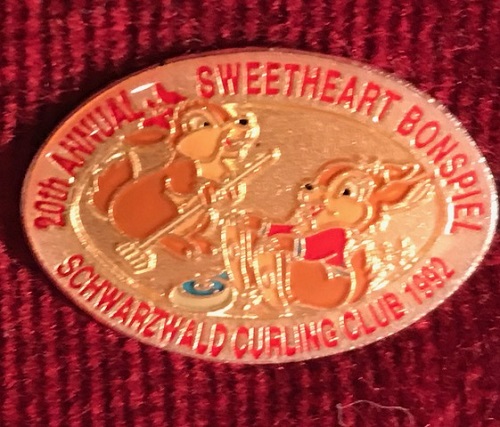 20th ANNUAL SWEETHEART BONSPIEL
SCHWARZWALD CURLING CLUB 1992